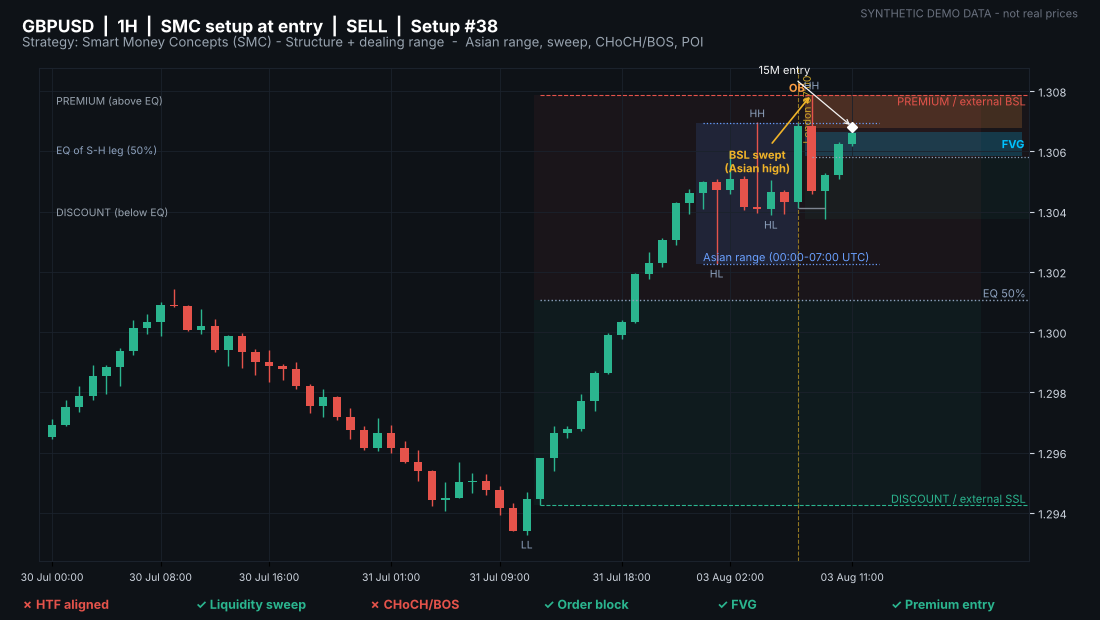 SYNTHETIC DEMO DATA - not real prices
GBPUSD | 1H | SMC setup at entry | SELL | Setup #38
Strategy: Smart Money Concepts (SMC) - Structure + dealing range - Asian range, sweep, CHoCH/BOS, POI
15M entry
OB
HH
PREMIUM (above EQ)
PREMIUM / external BSL
1.308
HH
London
FVG
EQ of S-H leg (50%)
BSL swept
(Asian high)
1.306
DISCOUNT (below EQ)
1.304
HL
Asian range (00:00-07:00 UTC)
HL
1.302
EQ 50%
1.300
1.298
1.296
DISCOUNT / external SSL
1.294
LL
30 Jul 00:00
30 Jul 08:00
30 Jul 16:00
31 Jul 01:00
31 Jul 09:00
31 Jul 18:00
03 Aug 02:00
03 Aug 11:00
× HTF aligned
✓ Liquidity sweep
× CHoCH/BOS
✓ Order block
✓ FVG
✓ Premium entry